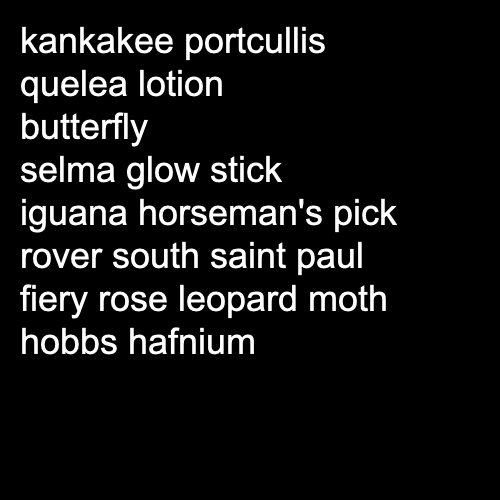 kankakee portcullis
quelea lotion
butterfly
selma glow stick
iguana horseman's pick
rover south saint paul
fiery rose leopard moth
hobbs hafnium